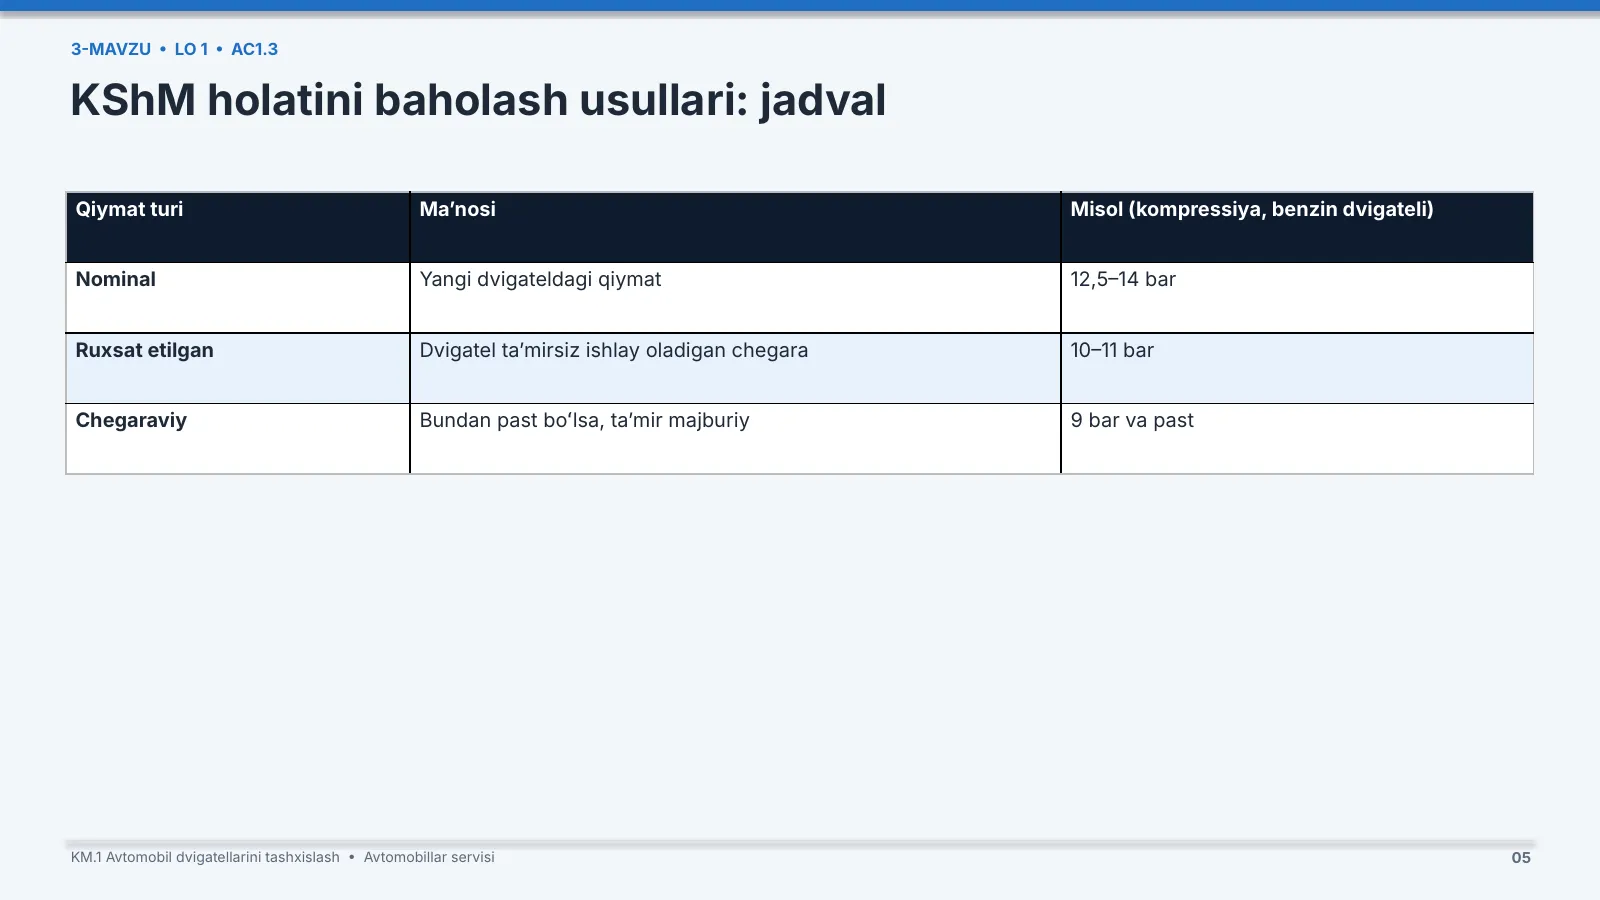 3-MAVZU • LO 1 • AC1.3
KShM holatini baholash usullari: jadval
Qiymat turi Ma’nosi Misol (kompressiya, benzin dvigateli)
Nominal Yangi dvigateldagi qiymat 12,5–14 bar
Ruxsat etilgan Dvigatel ta’mirsiz ishlay oladigan chegara 10–11 bar
Chegaraviy Bundan past bo‘lsa, ta’mir majburiy 9 bar va past
KM.1 Avtomobil dvigatellarini tashxislash • Avtomobillar servisi 05